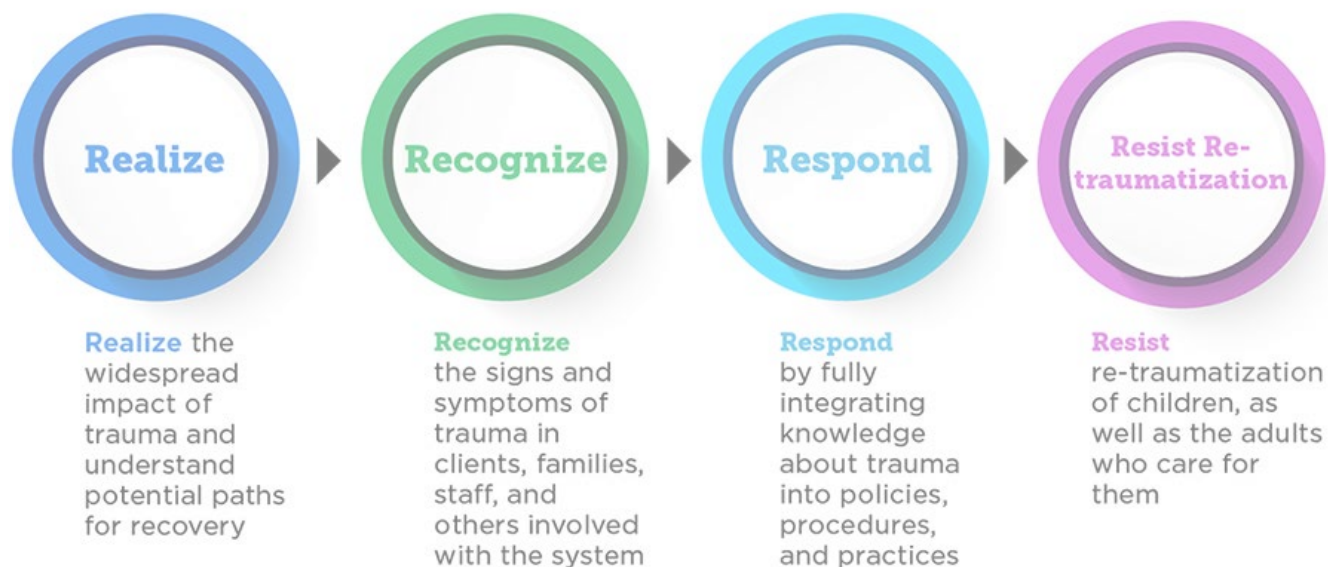 Realize
Recognize
Respond
Resist Re-
traumatization
Realize the
widespread
impact of
trauma and
understand
potential paths
for recovery
Recognize
the signs and
symptoms of
trauma in
clients, families,
staff, and
others involved
with the system
Respond
by fully
integrating
knowledge
about trauma
into policies,
procedures,
and practices
Resist
re-traumatization
of children, as
well as the adults
who care for
them